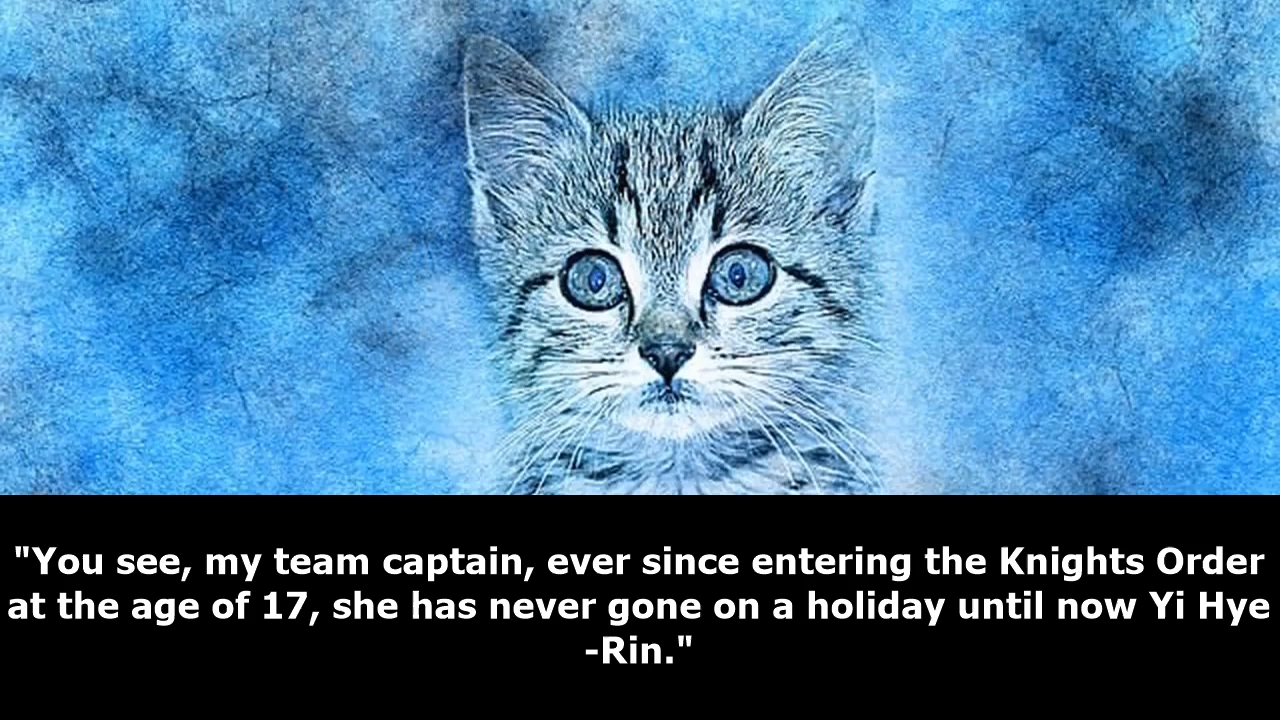 "You see, my team captain, ever since entering the Knights Order
at the age of 17, she has never gone on a holiday until now Yi Hye
-Rin."